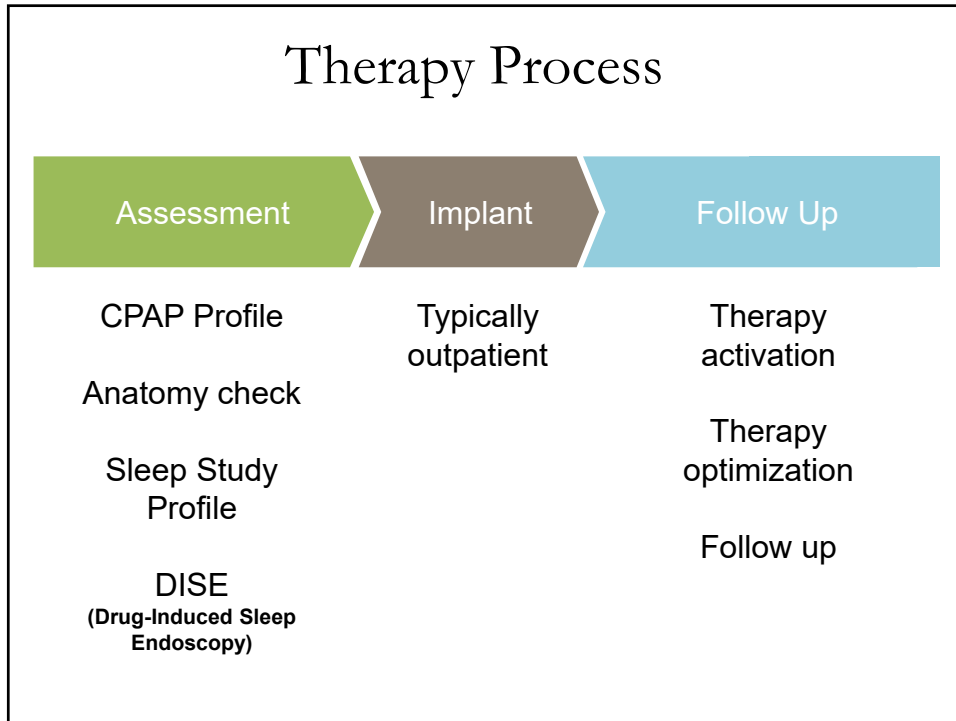 Therapy Process
Assessment
Implant
Follow Up
CPAP Profile
Anatomy check
Sleep Study
Profile
DISE
(Drug-Induced Sleep
Endoscopy)
Typically
outpatient
Therapy
activation
Therapy
optimization
Follow up